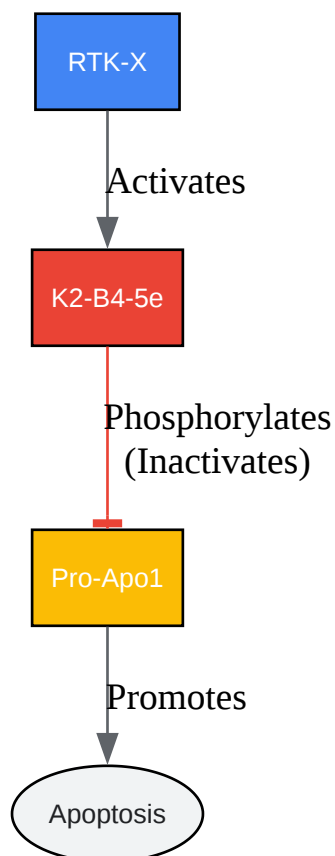 RTK-X
Activates
K2-B4-5e
Phosphorylates
(Inactivates)
Pro-Apo1
Promotes
Apoptosis